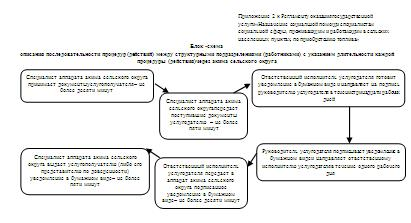 Приложение 2 к Регламенту оказания государственной
услуги «Назначение социальной помощи специалистам
социальной сферы, проживающим и работающим в сельских
населенных пунктах, по приобретению топлива»
Блок -схема
описание последовательности процедур (действий) между структурными подразделениями (работниками) с указанием длительности каждой
процедуры (действия) через акима сельского округа
Специалист аппарата акима сельского округа
принимает документы услугополучателя– не
более десяти минут
Специалист аппарата акима
сельского округа передает
поступившие документы
услугодателю – не более
пяти минут
Ответственный исполнитель услугодателя готовит
уведомление в бумажном виде и направляет на подпись
руководителю услугодателя в течение тринадцати рабочих
дней
Руководитель услугодателя подписывает уведомление в
бумажном виде и направляет ответственному
исполнителю услугодателя в течение одного рабочего
дня
Ответственный исполнитель
услугодателя передает в
аппарат акима сельского
округа подписанное
уведомление в бумажном
виде– не более пяти минут
Специалист аппарата акима сельского
округа выдает услугополучателю (либо его
представителю по доверенности)
уведомление в бумажном виде– не более
пяти минут